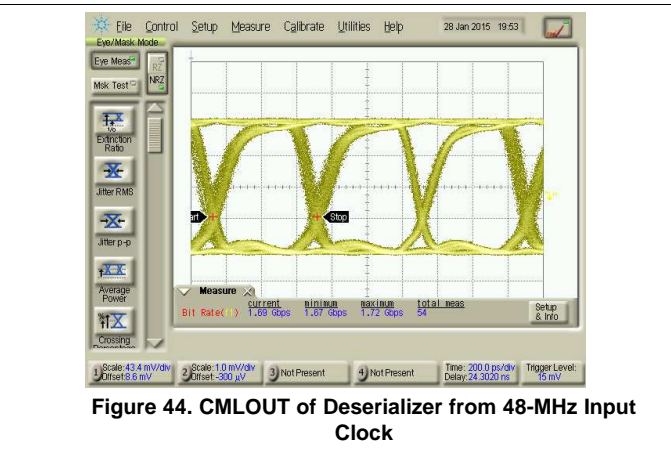 File Control Setup Measure Calibrate Utilities Help 28 Jan 2015 19:53
Eye/Mask Mode
Eye Meas
RZ
NRZ
Msk Test
Extinction
Ratio
Jitter RMS
Jitter p-p
Average
Power
Crossing
art
Stop
Measure
current minimum maximum total meas
Bit Rate( ) 1.69 Gbps 1.67 Gbps 1.72 Gbps 54
Setup
& Info
1 Scale:43.4 mV/div
Offset:8.6 mV
2 Scale:1.0 mV/div
Offset:-300 µV
3 Not Present
4 Not Present
Time: 200.0 ps/div
Delay:24.3020 ns
Trigger Level:
15 mV
Figure 44. CMLOUT of Deserializer from 48-MHz Input
Clock